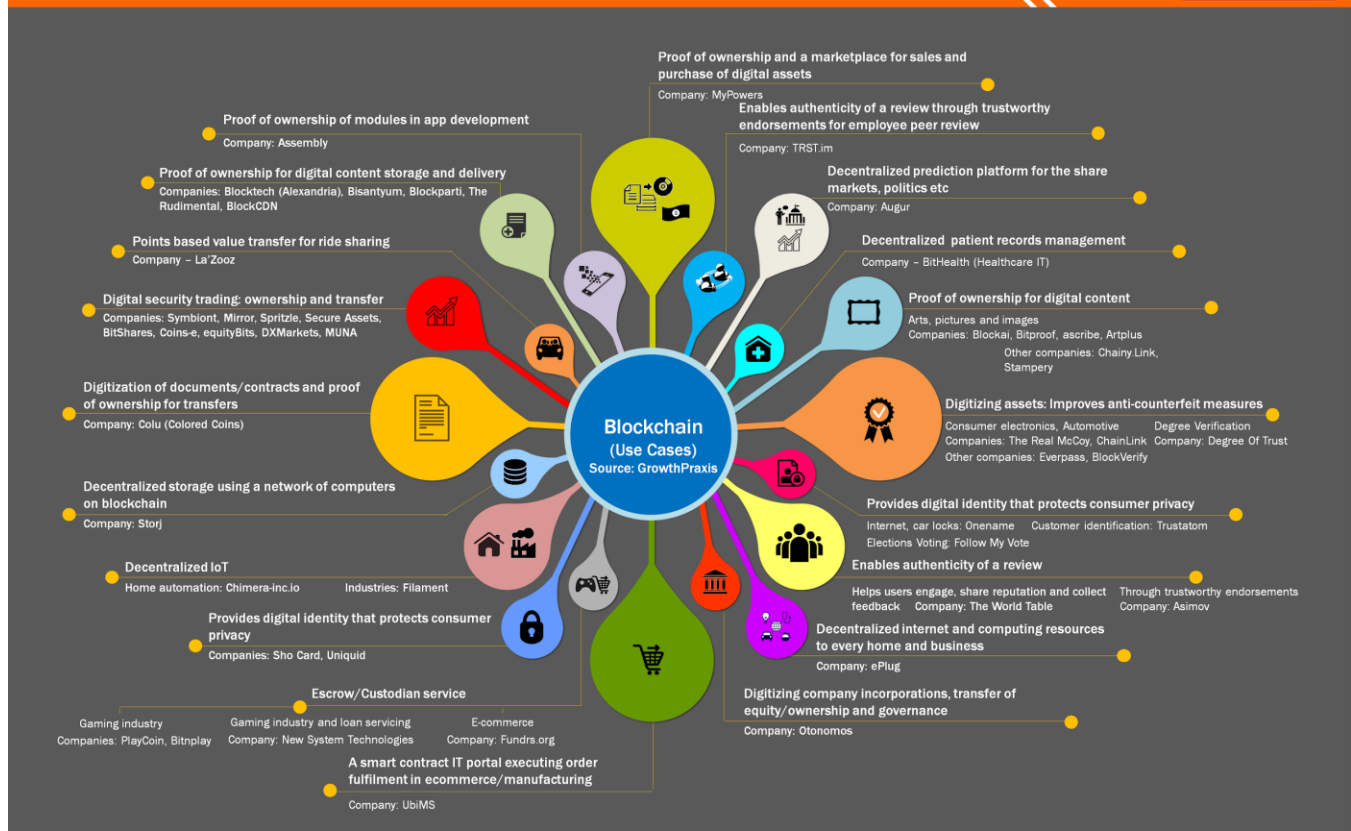 Proof of ownership and a marketplace for sales and
purchase of digital assets
Company: MyPowers
Enables authenticity of a review through trustworthy
endorsements for employee peer review
Company: TRST.im
Decentralized prediction platform for the share
markets, politics etc
Company: Augur
Decentralized patient records management
Company – BitHealth (Healthcare IT)
Proof of ownership for digital content
Arts, pictures and images
Companies: Blockai, Bitproof, ascribe, Artplus
Other companies: Chainy.Link,
Stampery
Digitizing assets: Improves anti-counterfeit measures
Consumer electronics, Automotive
Companies: The Real McCoy, ChainLink
Other companies: Everpass, BlockVerify
Degree Verification
Company: Degree Of Trust
Provides digital identity that protects consumer privacy
Internet, car locks: Onename Customer identification: Trustatom
Elections Voting: Follow My Vote
Enables authenticity of a review
Helps users engage, share reputation and collect
feedback Company: The World Table
Through trustworthy endorsements
Company: Asimov
Decentralized internet and computing resources
to every home and business
Company: ePlug
Digitizing company incorporations, transfer of
equity/ownership and governance
Company: Otonomos
Proof of ownership of modules in app development
Company: Assembly
Proof of ownership for digital content storage and delivery
Companies: Blocktech (Alexandria), Bisantyum, Blockparti, The
Rudimental, BlockCDN
Points based value transfer for ride sharing
Company – La'Zooz
Digital security trading: ownership and transfer
Companies: Symbiont, Mirror, Spritzle, Secure Assets,
BitShares, Coins-e, equityBits, DXMarkets, MUNA
Digitization of documents/contracts and proof
of ownership for transfers
Company: Colu (Colored Coins)
Decentralized storage using a network of computers
on blockchain
Company: Storj
Decentralized IoT
Home automation: Chimera-inc.io Industries: Filament
Provides digital identity that protects consumer
privacy
Companies: Sho Card, Uniquid
Escrow/Custodian service
Gaming industry
Companies: PlayCoin, Bitnplay
Gaming industry and loan servicing
Company: New System Technologies
E-commerce
Company: Fundrs.org
A smart contract IT portal executing order
fulfilment in ecommerce/manufacturing
Company: UbiMS
Blockchain
(Use Cases)
Source: GrowthPraxis